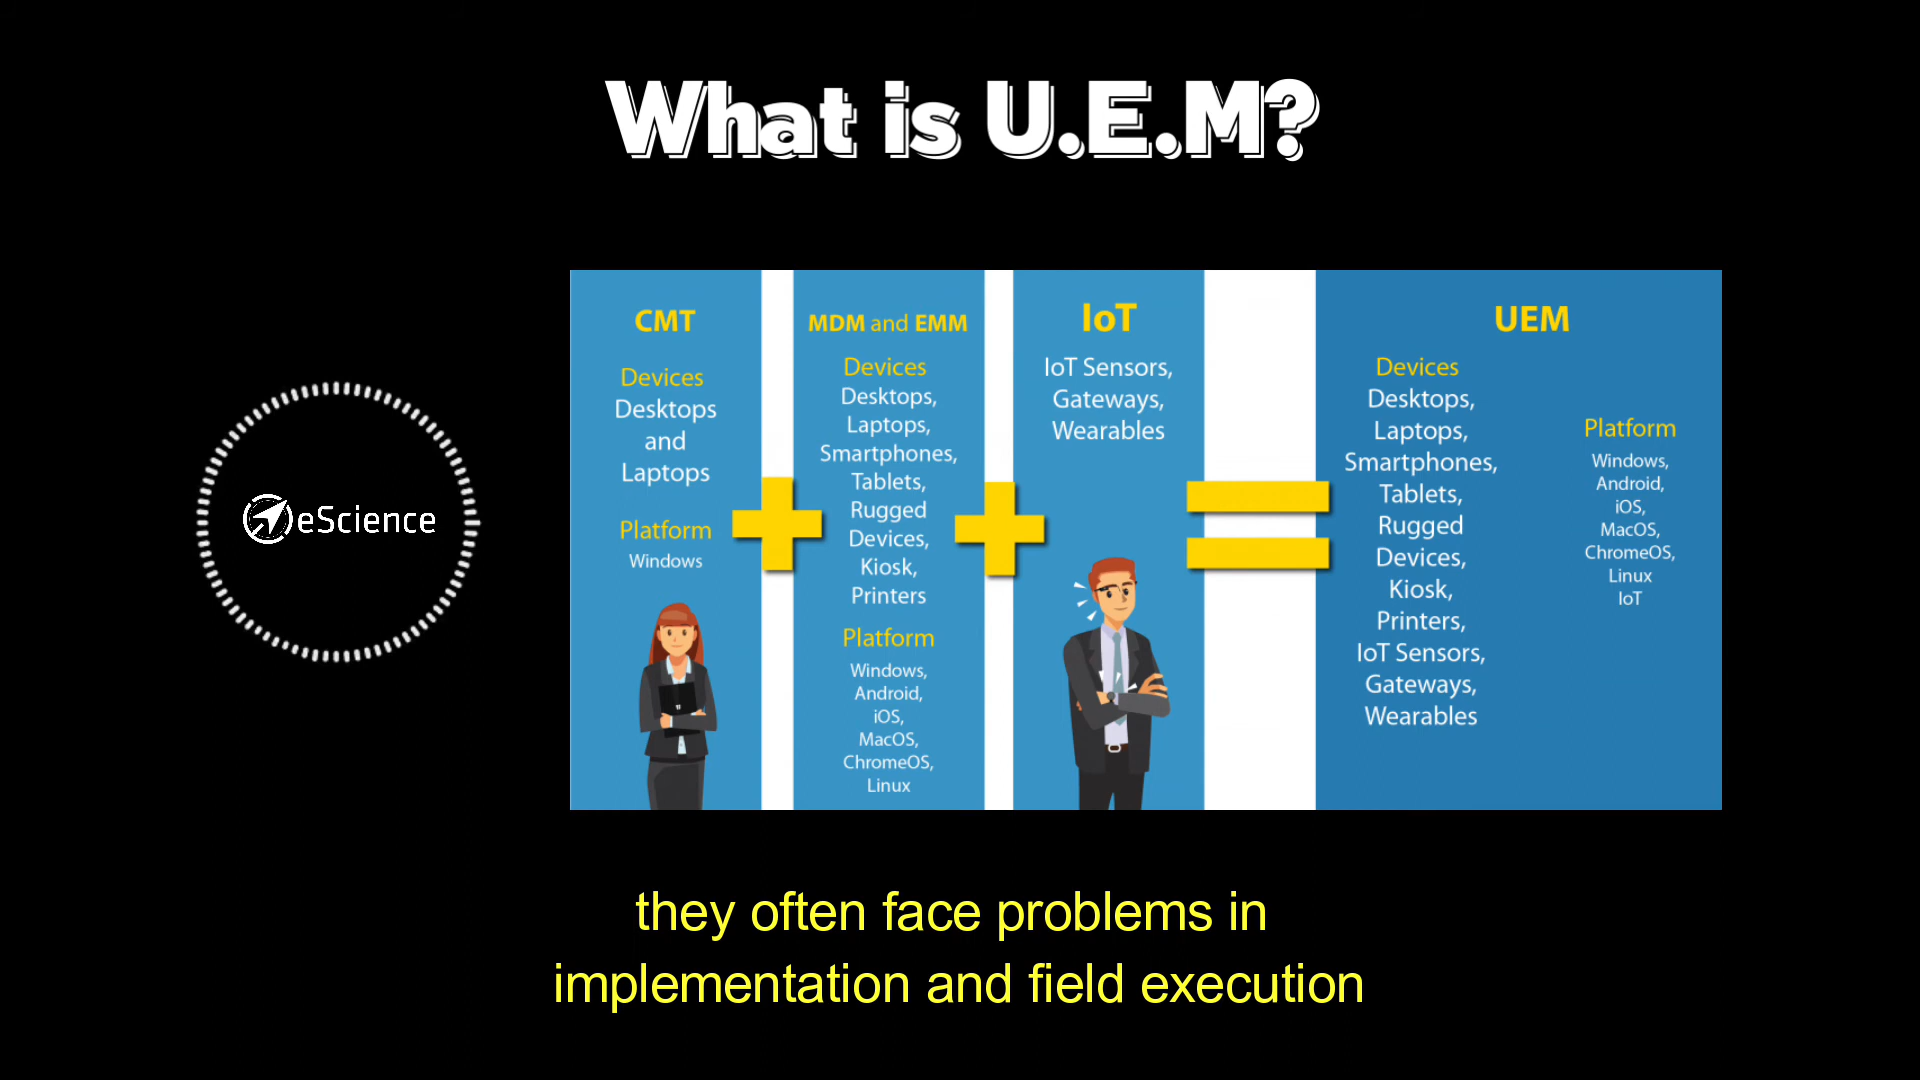 What is U.E.M?
eScience
CMT
Devices
Desktops
and
Laptops
Platform
Windows
MDM and EMM
Devices
Desktops,
Laptops,
Smartphones,
Tablets,
Rugged
Devices,
Kiosk,
Printers
Platform
Windows,
Android,
iOS,
MacOS,
ChromeOS,
Linux
IoT
IoT Sensors,
Gateways,
Wearables
UEM
Devices
Desktops,
Laptops,
Smartphones,
Tablets,
Rugged
Devices,
Kiosk,
Printers,
IoT Sensors,
Gateways,
Wearables
Platform
Windows,
Android,
iOS,
MacOS,
ChromeOS,
Linux
IoT
they often face problems in
implementation and field execution